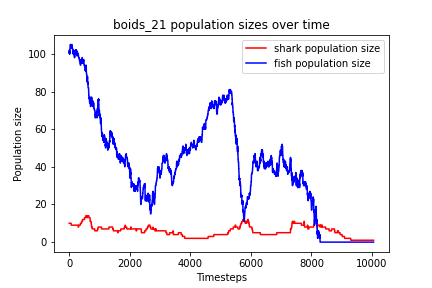 boids_21 population sizes over time
shark population size
fish population size
Population size
100
80
60
40
20
0
0 2000 4000 6000 8000 10000
Timesteps